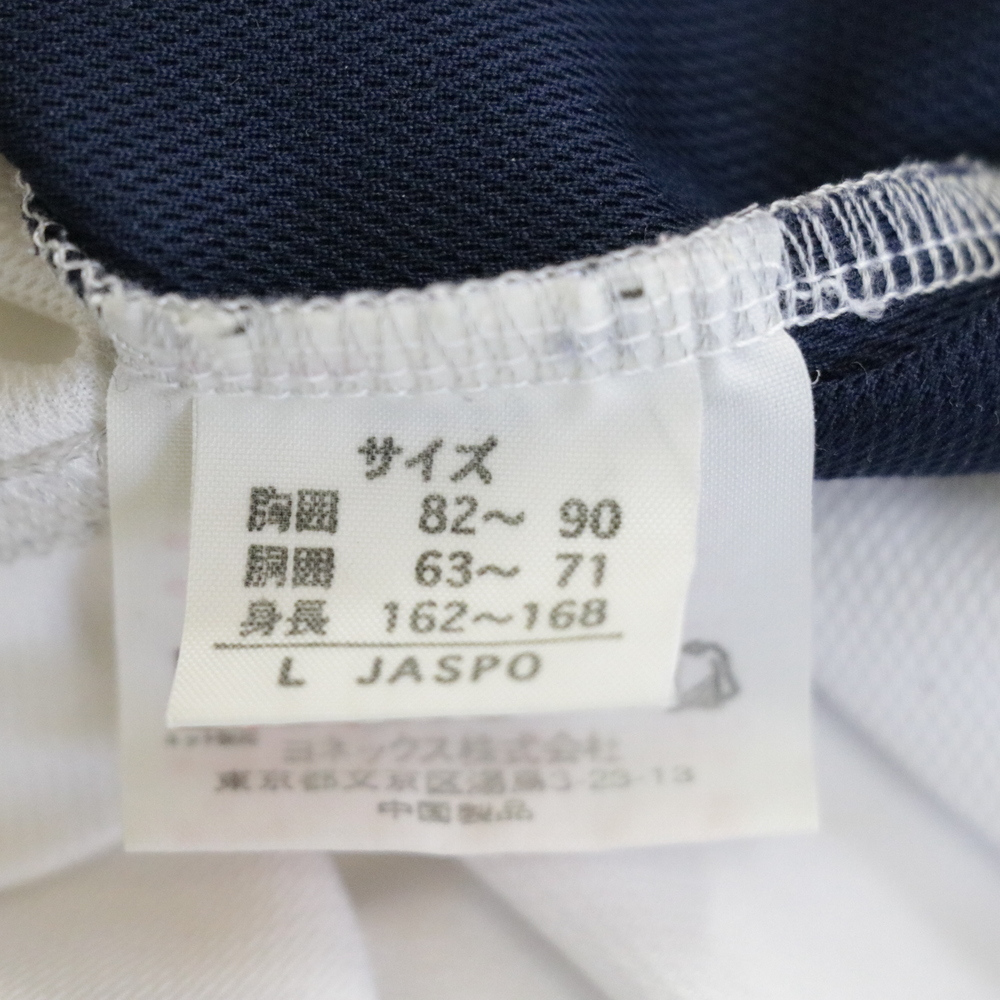 サイズ
胸囲 82～ 90
胴囲 63～ 71
身長 162～168
L JASPO
ヨネックス株式会社
東京都文京区湯島3-23-13
中国製品